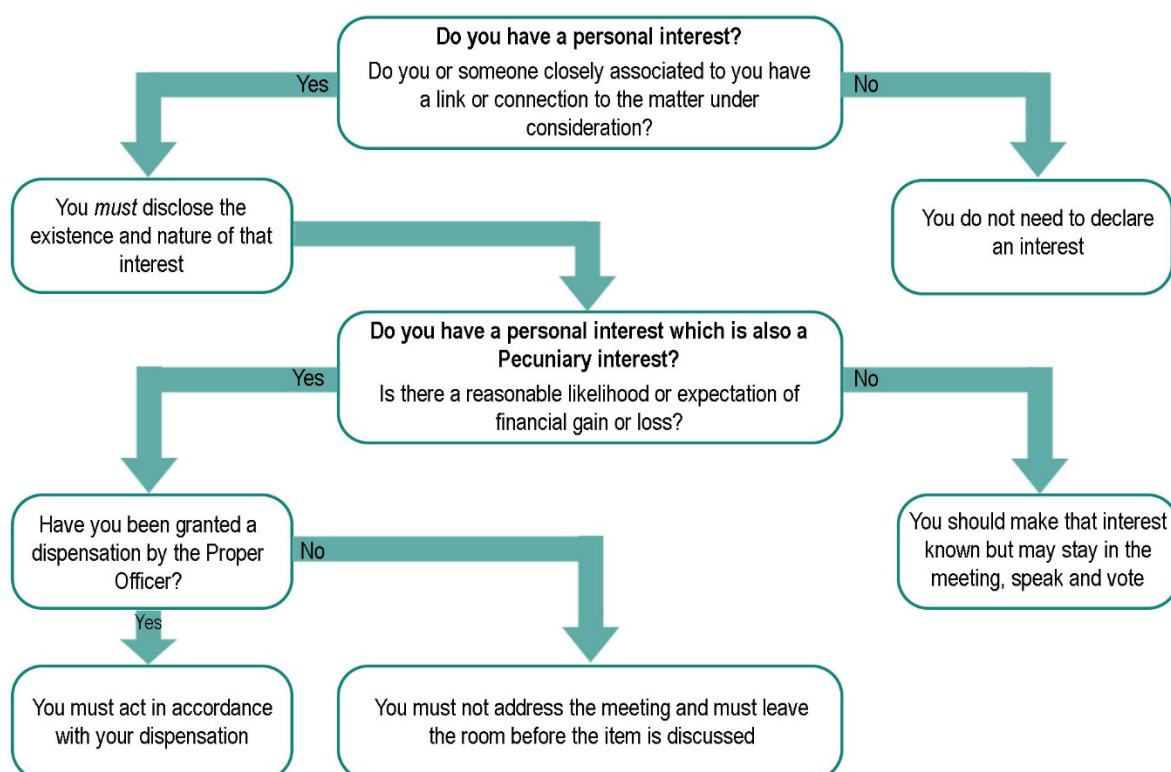 Do you have a personal interest?
Do you or someone closely associated to you have
a link or connection to the matter under
consideration?
Yes
No
You must disclose the
existence and nature of that
interest
You do not need to declare
an interest
Do you have a personal interest which is also a
Pecuniary interest?
Is there a reasonable likelihood or expectation of
financial gain or loss?
Yes
No
Have you been granted a
dispensation by the Proper
Officer?
No
You should make that interest
known but may stay in the
meeting, speak and vote
Yes
You must act in accordance
with your dispensation
You must not address the meeting and must leave
the room before the item is discussed